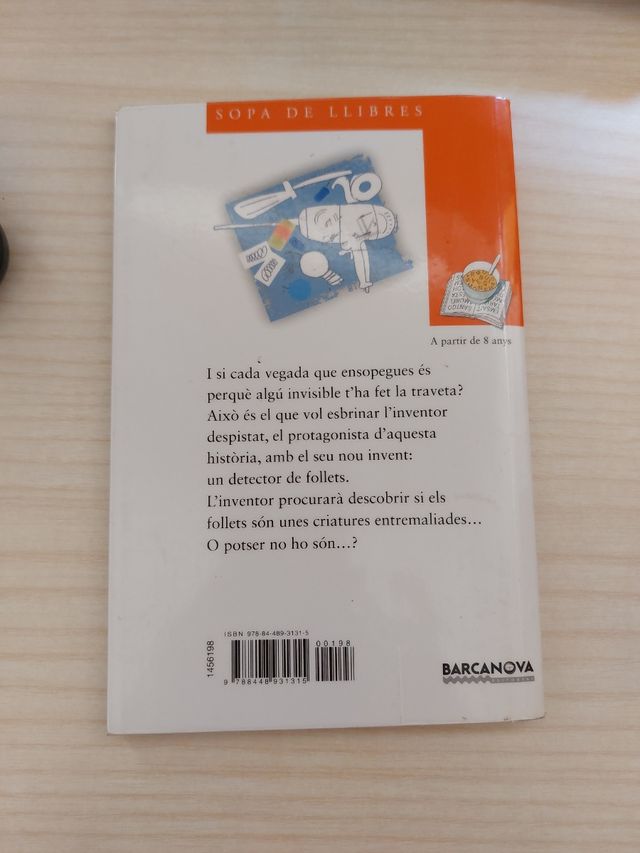 SOPA DE LLIBRES
A partir de 8 anys
I si cada vegada que ensopegues és
perquè algú invisible t'ha fet la traveta?
Això és el que vol esbrinar l'inventor
despistat, el protagonista d'aquesta
història, amb el seu nou invent:
un detector de follets.
L'inventor procurarà descobrir si els
follets són unes criatures entremaliades...
O potser no ho són...?
1456198
ISBN 978-84-489-3131-5
00198
9 788448 931315
BARCANOVA